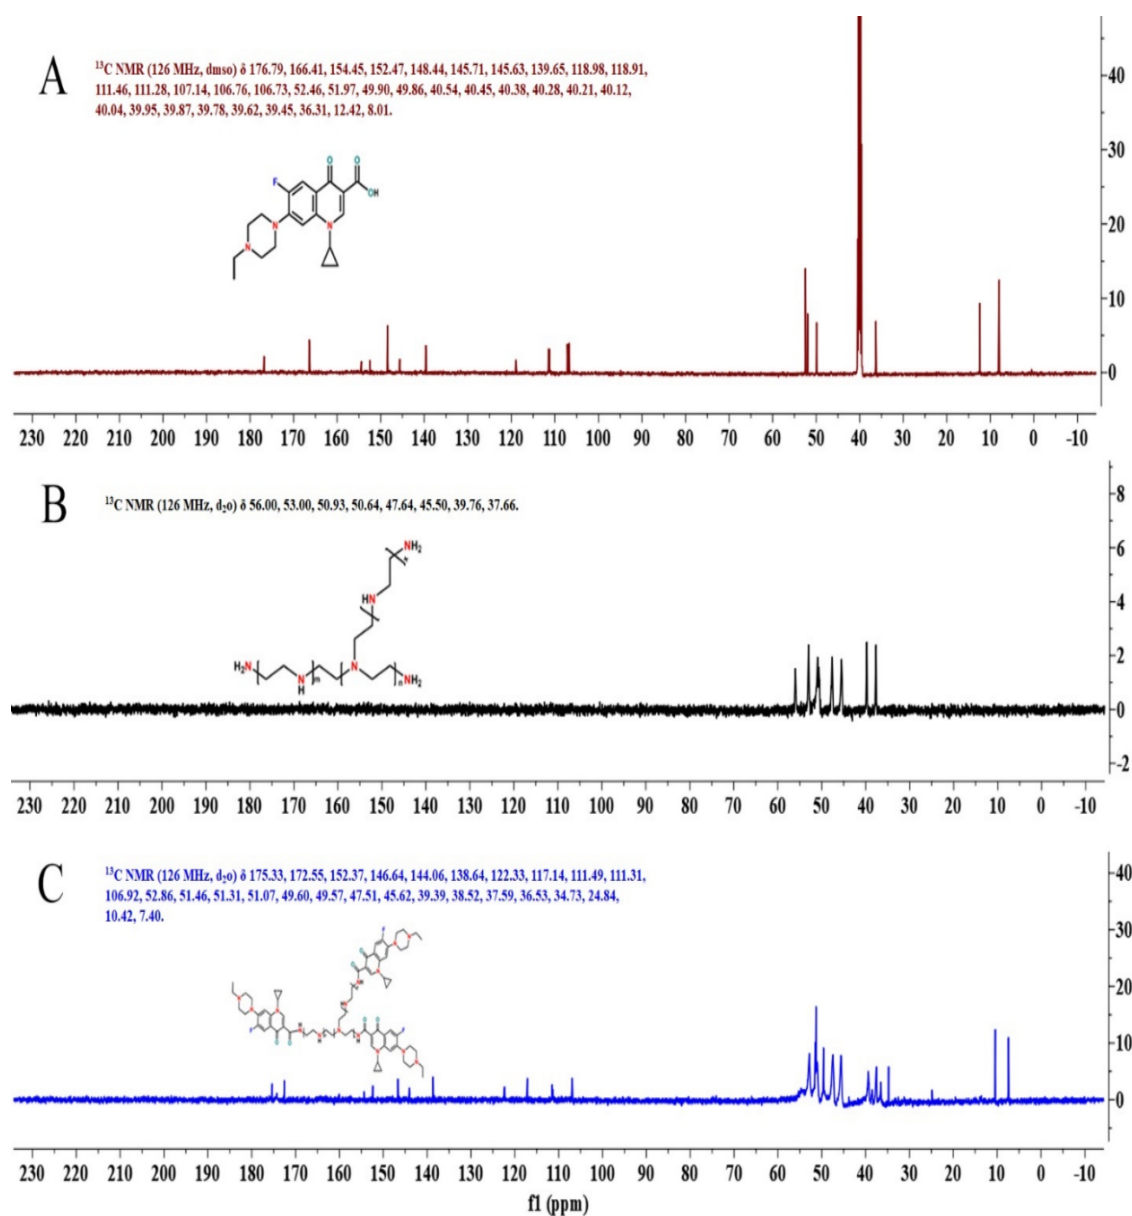 A
¹³C NMR (126 MHz, dmso) δ 176.79, 166.41, 154.45, 152.47, 148.44, 145.71, 145.63, 139.65, 118.98, 118.91,
111.46, 111.28, 107.14, 106.76, 106.73, 52.46, 51.97, 49.90, 49.86, 40.54, 40.45, 40.38, 40.28, 40.21, 40.12,
40.04, 39.95, 39.87, 39.78, 39.62, 39.45, 36.31, 12.42, 8.01.
O O
F
OH
N N
N
40
30
20
10
0
230 220 210 200 190 180 170 160 150 140 130 120 110 100 90 80 70 60 50 40 30 20 10 0 -10
B
¹³C NMR (126 MHz, d₂o) δ 56.00, 53.00, 50.93, 50.64, 47.64, 45.50, 39.76, 37.66.
NH₂
HN
H₂N N
N m n NH₂
H
8
6
4
2
0
-2
230 220 210 200 190 180 170 160 150 140 130 120 110 100 90 80 70 60 50 40 30 20 10 0 -10
C
¹³C NMR (126 MHz, d₂o) δ 175.33, 172.55, 152.37, 146.64, 144.06, 138.64, 122.33, 117.14, 111.49, 111.31,
106.92, 52.86, 51.46, 51.31, 51.07, 49.60, 49.57, 47.51, 45.62, 39.39, 38.52, 37.59, 36.53, 34.73, 24.84,
10.42, 7.40.
40
30
20
10
0
230 220 210 200 190 180 170 160 150 140 130 120 110 100 90 80 70 60 50 40 30 20 10 0 -10
f1 (ppm)